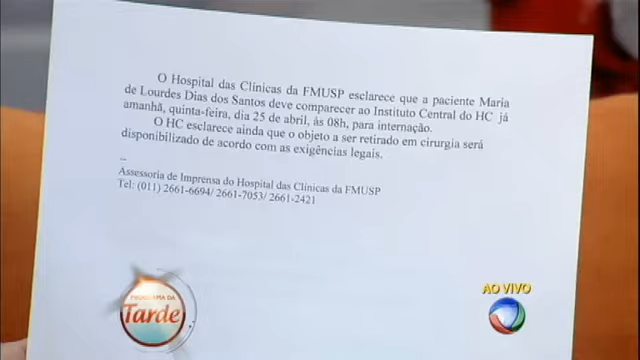 O Hospital das Clínicas da FMUSP esclarece que a paciente Maria
de Lourdes Dias dos Santos deve comparecer ao Instituto Central do HC já
amanhã, quinta-feira, dia 25 de abril, às 08h, para internação.
O HC esclarece ainda que o objeto a ser retirado em cirurgia será
disponibilizado de acordo com as exigências legais.
--
Assessoria de Imprensa do Hospital das Clínicas da FMUSP
Tel: (011) 2661-6694/ 2661-7053/ 2661-2421
PROGRAMA DA
Tarde
AO VIVO